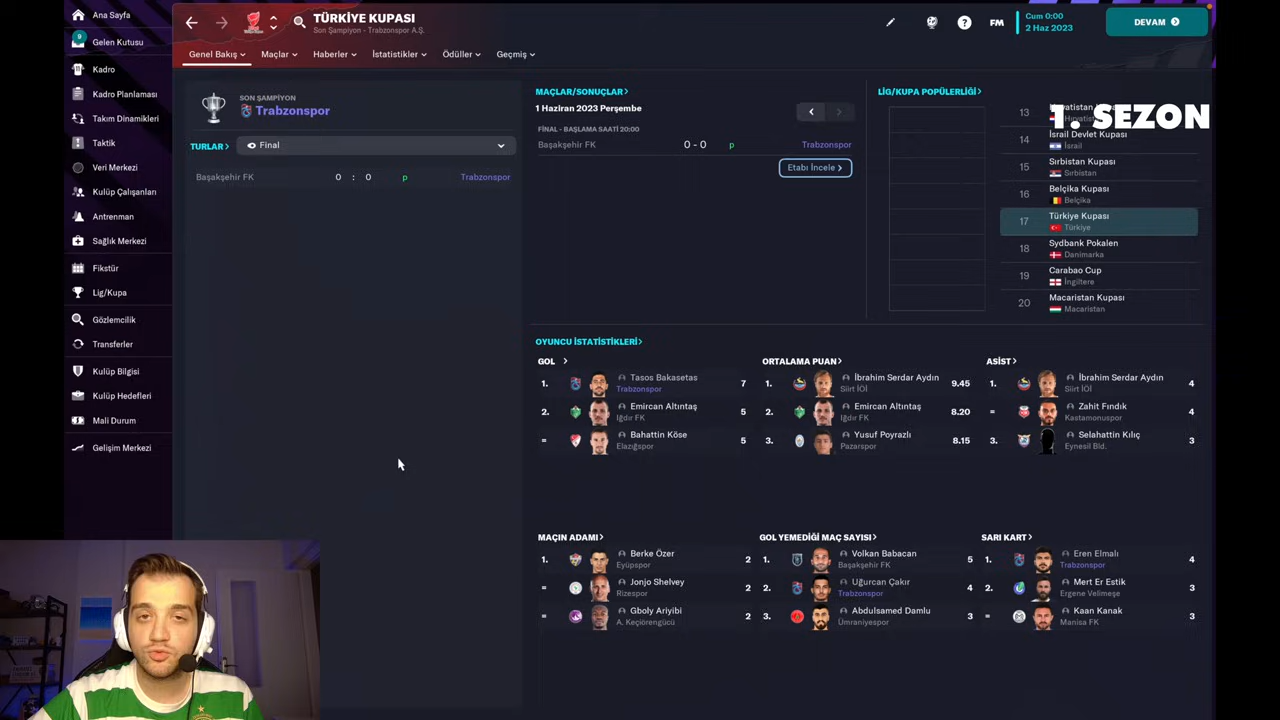 Ana Sayfa
9
Gelen Kutusu
Kadro
Kadro Planlaması
Takım Dinamikleri
Taktik
Veri Merkezi
Kulüp Çalışanları
Antrenman
Sağlık Merkezi
Fikstür
Lig/Kupa
Gözlemcilik
Transferler
Kulüp Bilgisi
Kulüp Hedefleri
Mali Durum
Gelişim Merkezi
TÜRKİYE KUPASI
Son Şampiyon - Trabzonspor A.Ş.
FM
Cum 0:00
2 Haz 2023
DEVAM
Genel Bakış
Maçlar
Haberler
İstatistikler
Ödüller
Geçmiş
SON ŞAMPİYON
Trabzonspor
TURLAR
Final
Başakşehir FK 0 : 0 p Trabzonspor
MAÇLAR/SONUÇLAR
1 Haziran 2023 Perşembe
FİNAL - BAŞLAMA SAATİ 20:00
Başakşehir FK 0 - 0 p Trabzonspor
Etabı İncele
LİG/KUPA POPÜLERLİĞİ
1. SEZON
13
14 İsrail Devlet Kupası
İsrail
15 Sırbistan Kupası
Sırbistan
16 Belçika Kupası
Belçika
17 Türkiye Kupası
Türkiye
18 Sydbank Pokalen
Danimarka
19 Carabao Cup
İngiltere
20 Macaristan Kupası
Macaristan
OYUNCU İSTATİSTİKLERİ
GOL
1. Tasos Bakasetas 7
Trabzonspor
2. Emircan Altıntaş 5
Iğdır FK
= Bahattin Köse 5
Elazığspor
ORTALAMA PUAN
1. İbrahim Serdar Aydın 9.45
Siirt İÖİ
2. Emircan Altıntaş 8.20
Iğdır FK
3. Yusuf Poyrazlı 8.15
Pazarspor
ASİST
1. İbrahim Serdar Aydın 4
Siirt İÖİ
= Zahit Fındık 4
Kastamonuspor
3. Selahattin Kılıç 3
Eynesil Bld.
MAÇIN ADAMI
1. Berke Özer 2
Eyüpspor
= Jonjo Shelvey 2
Rizespor
= Gboly Ariyibi 2
A. Keçiörengücü
GOL YEMEDİĞİ MAÇ SAYISI
1. Volkan Babacan 5
Başakşehir FK
2. Uğurcan Çakır 4
Trabzonspor
3. Abdulsamed Damlu 3
Ümraniyespor
SARI KART
1. Eren Elmalı 4
Trabzonspor
2. Mert Er Estik 3
Ergene Velimeşe
= Kaan Kanak 3
Manisa FK